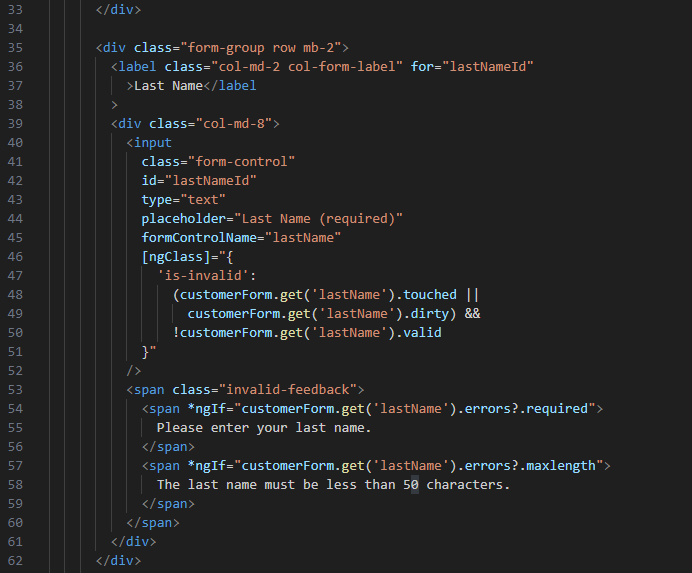 33 </div>
34
35 <div class="form-group row mb-2">
36 <label class="col-md-2 col-form-label" for="lastNameId"
37 >Last Name</label
38 >
39 <div class="col-md-8">
40 <input
41 class="form-control"
42 id="lastNameId"
43 type="text"
44 placeholder="Last Name (required)"
45 formControlName="lastName"
46 [ngClass]="{
47 'is-invalid':
48 (customerForm.get('lastName').touched ||
49 customerForm.get('lastName').dirty) &&
50 !customerForm.get('lastName').valid
51 }"
52 />
53 <span class="invalid-feedback">
54 <span *ngIf="customerForm.get('lastName').errors?.required">
55 Please enter your last name.
56 </span>
57 <span *ngIf="customerForm.get('lastName').errors?.maxlength">
58 The last name must be less than 50 characters.
59 </span>
60 </span>
61 </div>
62 </div>